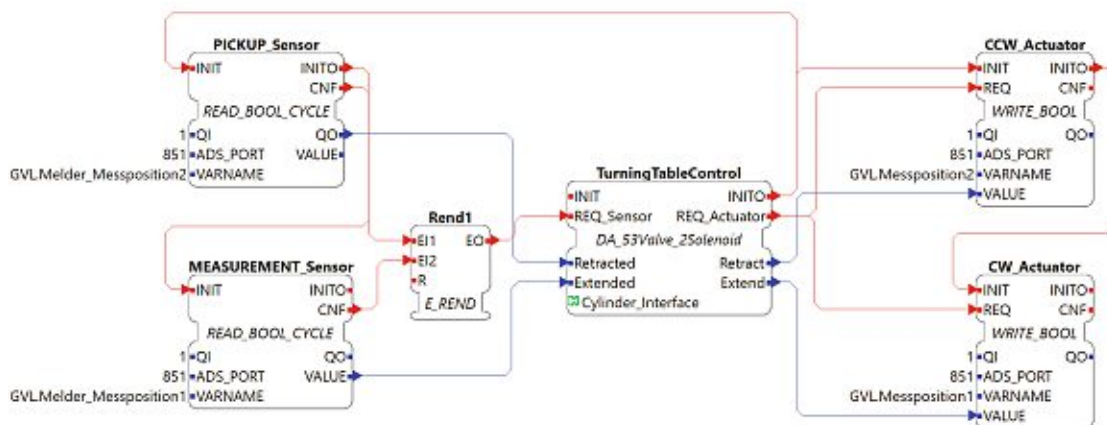 PICKUP_Sensor
INIT INITO
CNF
READ_BOOL_CYCLE
1 QI QO
851 ADS_PORT VALUE
GVL.Melder_Messposition2 VARNAME
MEASUREMENT_Sensor
INIT INITO
CNF
READ_BOOL_CYCLE
1 QI QO
851 ADS_PORT VALUE
GVL.Melder_Messposition1 VARNAME
Rend1
EI1 EO
EI2
R
E_REND
TurningTableControl
INIT INITO
REQ_Sensor REQ_Actuator
DA_53Valve_2Solenoid
Retracted Retract
Extended Extend
Cylinder_Interface
CCW_Actuator
INIT INITO
REQ CNF
WRITE_BOOL
1 QI QO
851 ADS_PORT
GVL.Messposition2 VARNAME
VALUE
CW_Actuator
INIT INITO
REQ CNF
WRITE_BOOL
1 QI QO
851 ADS_PORT
GVL.Messposition1 VARNAME
VALUE